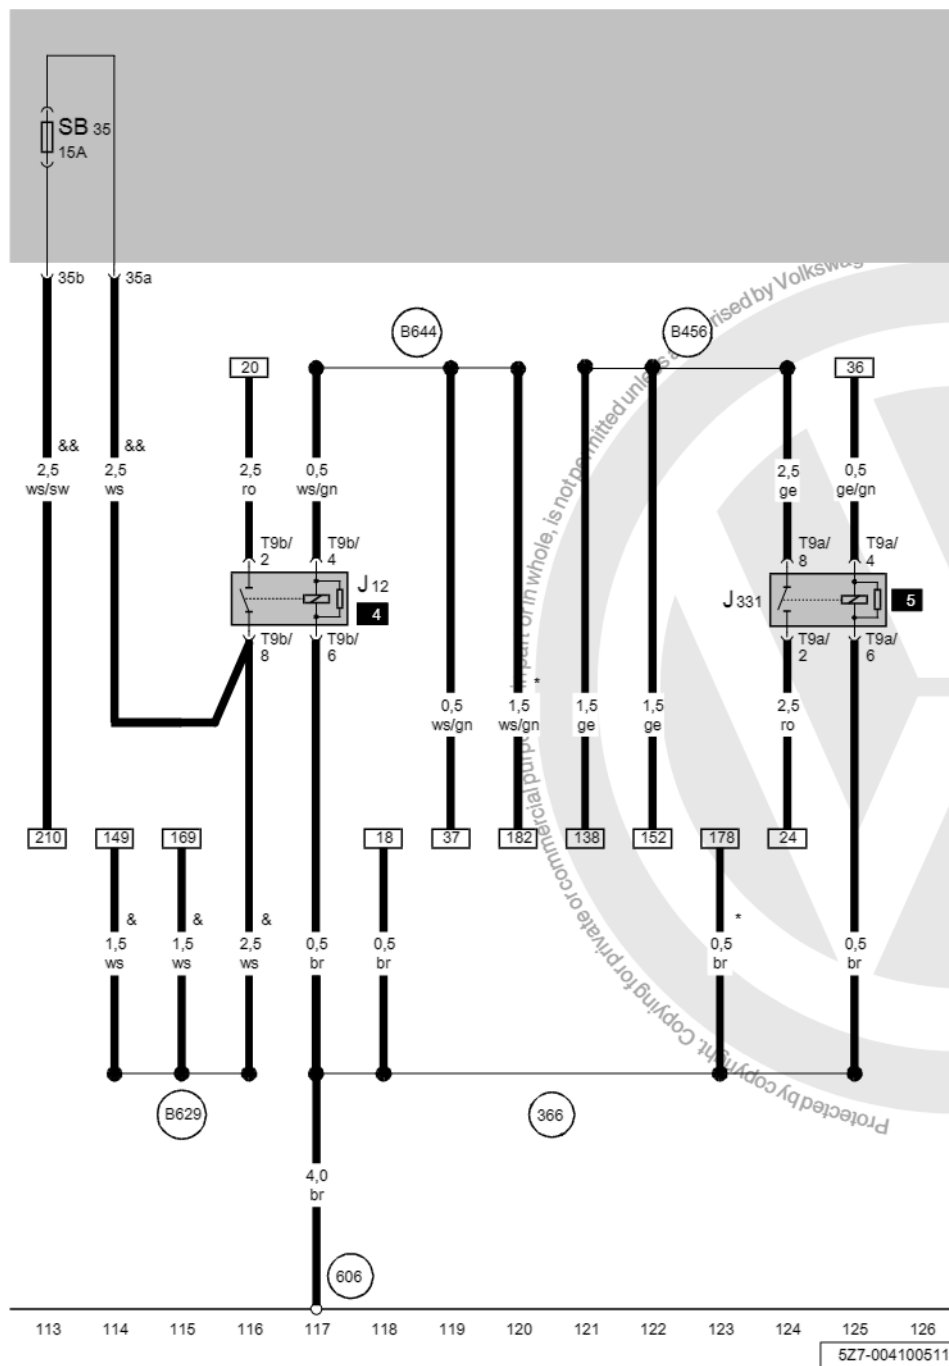 SB 35
15A
35b
35a
B644
B456
20
36
&&
&&
2,5
ws/sw
2,5
ws
2,5
ro
0,5
ws/gn
2,5
ge
0,5
ge/gn
T9b/
2
T9b/
4
T9a/
8
T9a/
4
J 12
4
J 331
5
T9b/
8
T9b/
6
T9a/
2
T9a/
6
*
0,5
ws/gn
1,5
ws/gn
1,5
ge
1,5
ge
2,5
ro
210
149
169
18
37
182
138
152
178
24
&
&
&
*
1,5
ws
1,5
ws
2,5
ws
0,5
br
0,5
br
0,5
br
0,5
br
B629
366
4,0
br
606
113 114 115 116 117 118 119 120 121 122 123 124 125 126
5Z7-004100511
Protected by copyright. Copying for private or commercial purposes, in part or in whole, is not permitted unless authorised by Volkswag